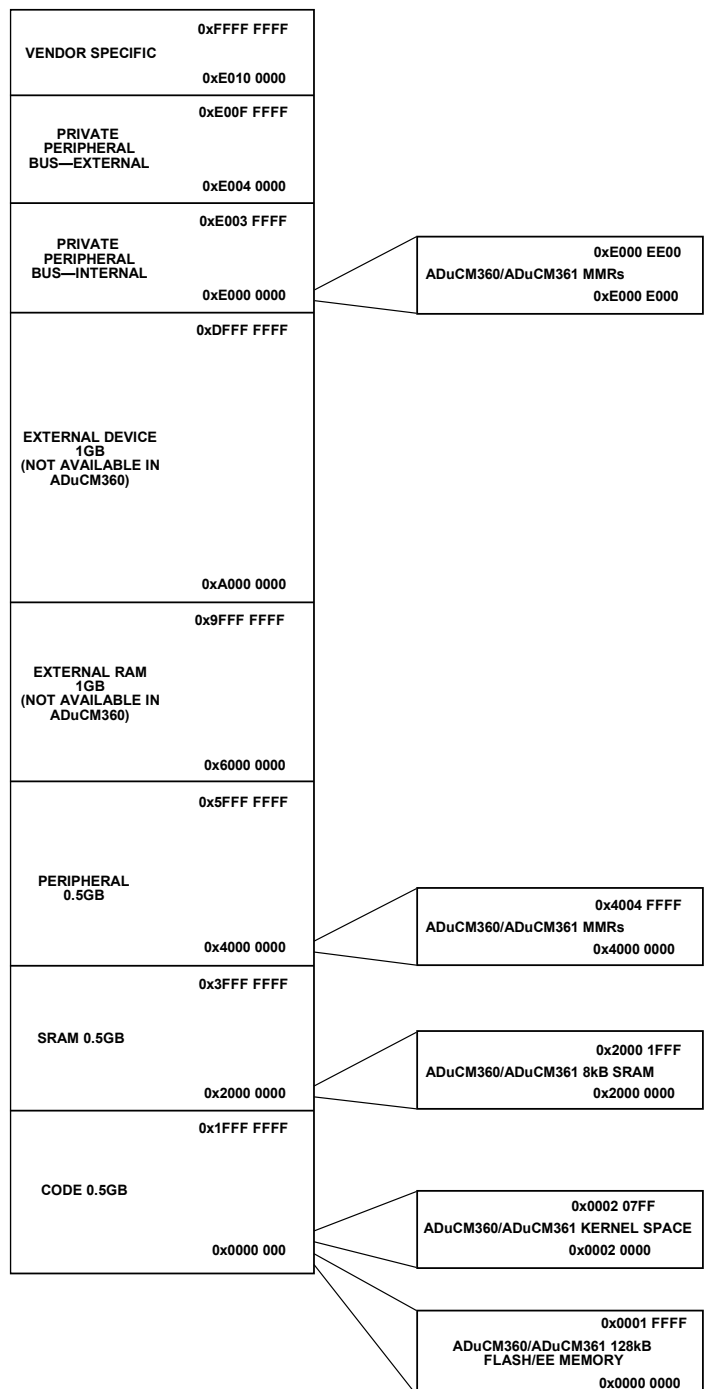 0xFFFF FFFF
VENDOR SPECIFIC
0xE010 0000
0xE00F FFFF
PRIVATE
PERIPHERAL
BUS—EXTERNAL
0xE004 0000
0xE003 FFFF
PRIVATE
PERIPHERAL
BUS—INTERNAL
0xE000 0000
0xE000 EE00
ADuCM360/ADuCM361 MMRs
0xE000 E000
0xDFFF FFFF
EXTERNAL DEVICE
1GB
(NOT AVAILABLE IN
ADuCM360)
0xA000 0000
0x9FFF FFFF
EXTERNAL RAM
1GB
(NOT AVAILABLE IN
ADuCM360)
0x6000 0000
0x5FFF FFFF
PERIPHERAL
0.5GB
0x4000 0000
0x4004 FFFF
ADuCM360/ADuCM361 MMRs
0x4000 0000
0x3FFF FFFF
SRAM 0.5GB
0x2000 0000
0x2000 1FFF
ADuCM360/ADuCM361 8kB SRAM
0x2000 0000
0x1FFF FFFF
CODE 0.5GB
0x0000 000
0x0002 07FF
ADuCM360/ADuCM361 KERNEL SPACE
0x0002 0000
0x0001 FFFF
ADuCM360/ADuCM361 128kB
FLASH/EE MEMORY
0x0000 0000